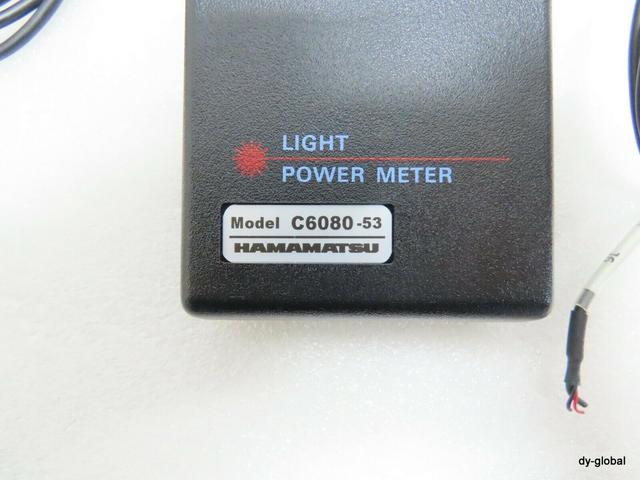 LIGHT
POWER METER
Model C6080-53
HAMAMATSU
dy-global